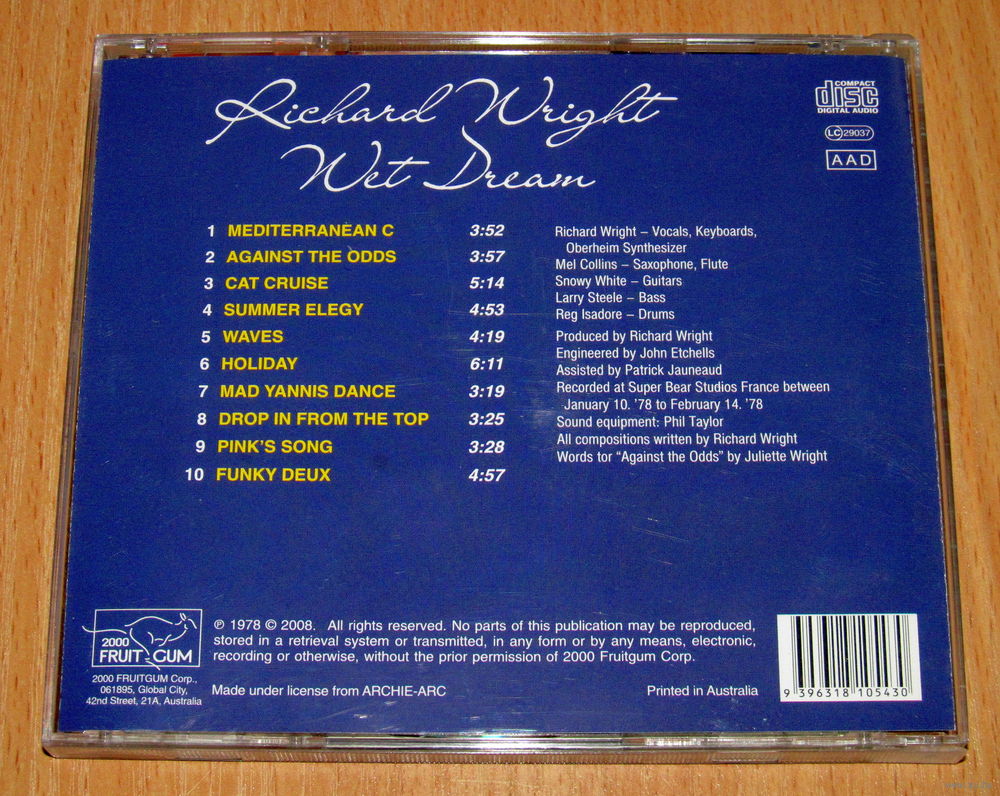 Richard Wright
Wet Dream
COMPACT
disc
DIGITAL AUDIO
LC 29037
AAD
1 MEDITERRANEAN C 3:52
2 AGAINST THE ODDS 3:57
3 CAT CRUISE 5:14
4 SUMMER ELEGY 4:53
5 WAVES 4:19
6 HOLIDAY 6:11
7 MAD YANNIS DANCE 3:19
8 DROP IN FROM THE TOP 3:25
9 PINK'S SONG 3:28
10 FUNKY DEUX 4:57
Richard Wright – Vocals, Keyboards,
Oberheim Synthesizer
Mel Collins – Saxophone, Flute
Snowy White – Guitars
Larry Steele – Bass
Reg Isadore – Drums
Produced by Richard Wright
Engineered by John Etchells
Assisted by Patrick Jauneaud
Recorded at Super Bear Studios France between
January 10. '78 to February 14. '78
Sound equipment: Phil Taylor
All compositions written by Richard Wright
Words tor “Against the Odds” by Juliette Wright
2000
FRUIT GUM
2000 FRUITGUM Corp.,
061895, Global City,
42nd Street, 21A, Australia
℗ 1978 © 2008. All rights reserved. No parts of this publication may be reproduced,
stored in a retrieval system or transmitted, in any form or by any means, electronic,
recording or otherwise, without the prior permission of 2000 Fruitgum Corp.
Made under license from ARCHIE-ARC
Printed in Australia
9 396318 105430